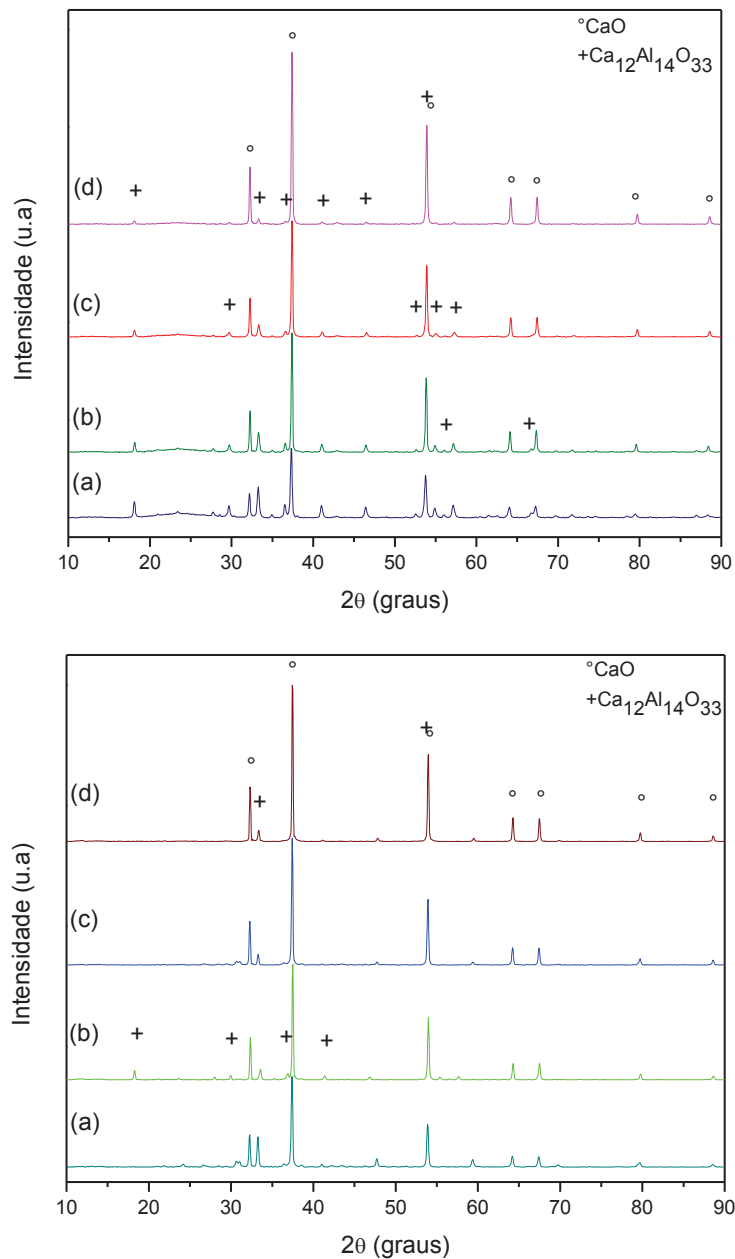 °CaO
+Ca12Al14O33
(d)
(c)
(b)
(a)
Intensidade (u.a)
10 20 30 40 50 60 70 80 90
2θ (graus)
°CaO
+Ca12Al14O33
(d)
(c)
(b)
(a)
Intensidade (u.a)
10 20 30 40 50 60 70 80 90
2θ (graus)